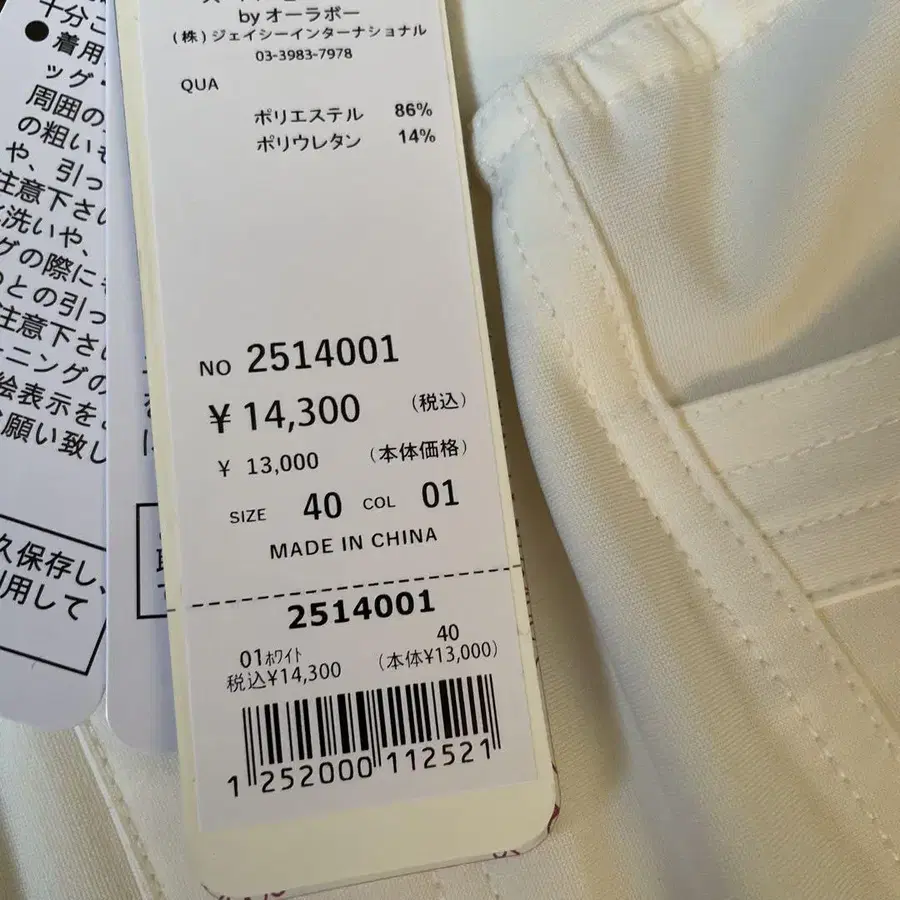 十分ご
● 着用
ッグ・
周囲の
の粗い
や、引っ
注意下さい
洗いや、
グの際に
との引っ
注意下さい
ニングの
絵表示を
願い致し
久保存し、
利用して
by オーラボー
(株)ジェイシーインターナショナル
03-3983-7978
QUA
ポリエステル 86%
ポリウレタン 14%
NO 2514001
¥ 14,300 (税込)
¥ 13,000 (本体価格)
SIZE 40 COL 01
MADE IN CHINA
2514001
01ホワイト 40
税込¥14,300 (本体¥13,000)
1 252000 112521